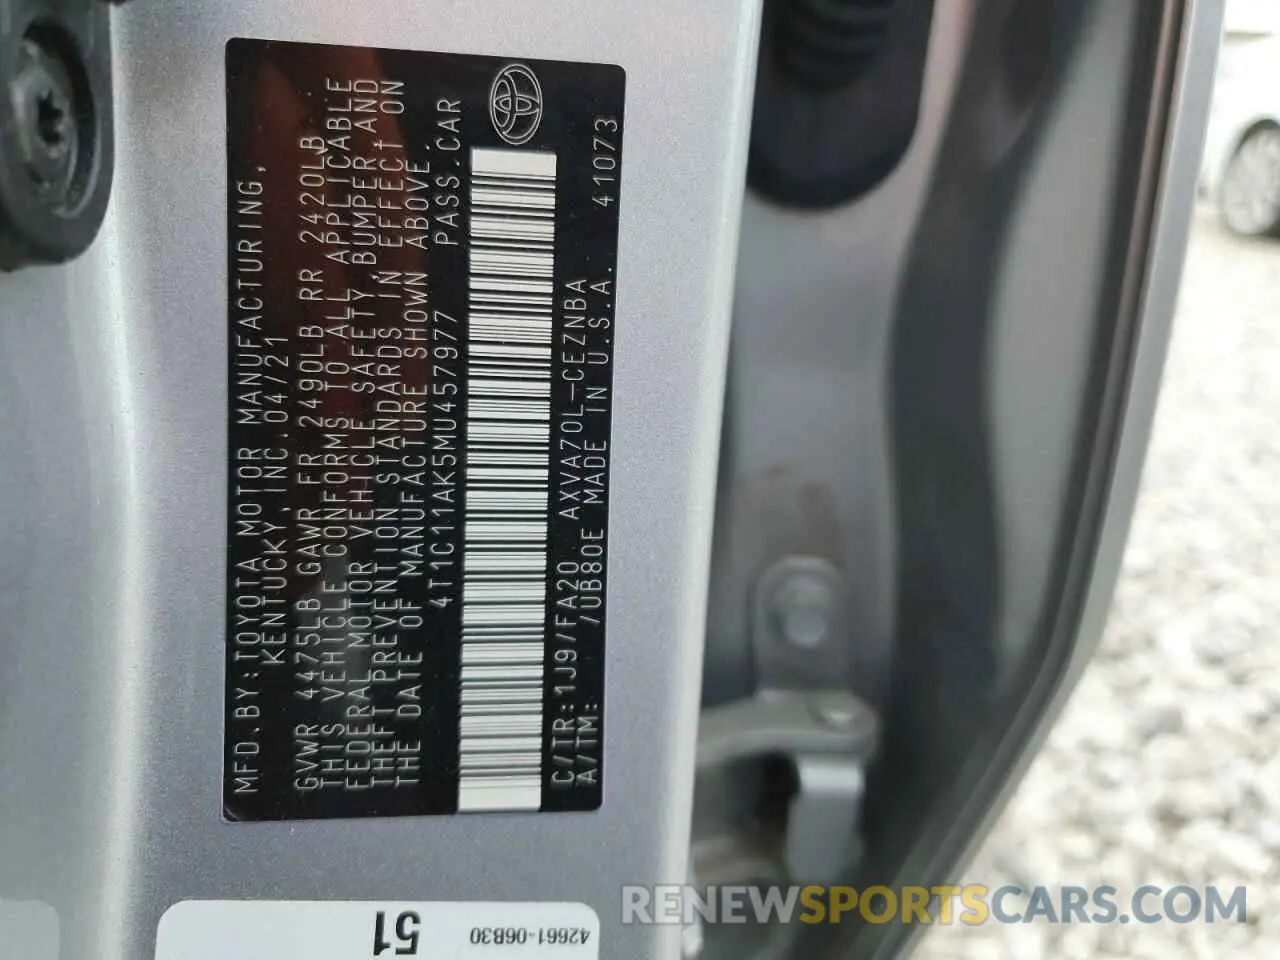 MFD.BY:TOYOTA MOTOR MANUFACTURING,
KENTUCKY,INC.04/21
GVWR 4475LB GAWR FR 2490LB RR 2420LB
THIS VEHICLE CONFORMS TO ALL APPLICABLE
FEDERAL MOTOR VEHICLE SAFETY,BUMPER,AND
THEFT PREVENTION STANDARDS IN EFFECT ON
THE DATE OF MANUFACTURE SHOWN ABOVE.
4T1C11AK5MU457977 PASS.CAR
C/TR:1J9/FA20 AXVA70L-CEZNBA
A/TM: /UB80E MADE IN U.S.A. 41073
51
42661-06B30
RENEWSPORTSCARS.COM